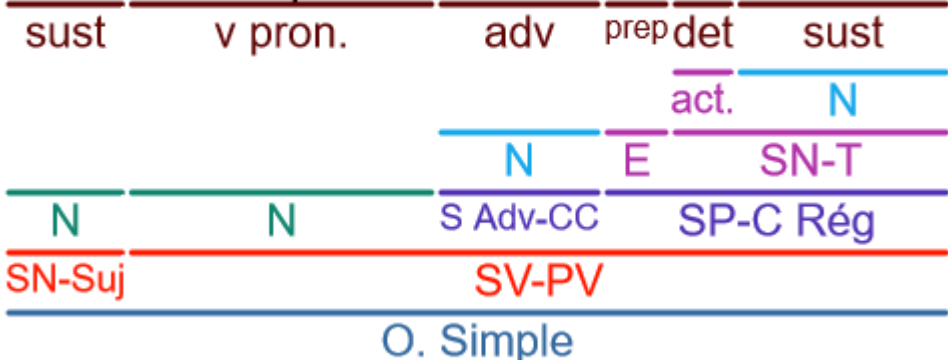 sust v pron. adv prep det sust
act. N
N E SN-T
N N S Adv-CC SP-C Rég
SN-Suj SV-PV
O. Simple